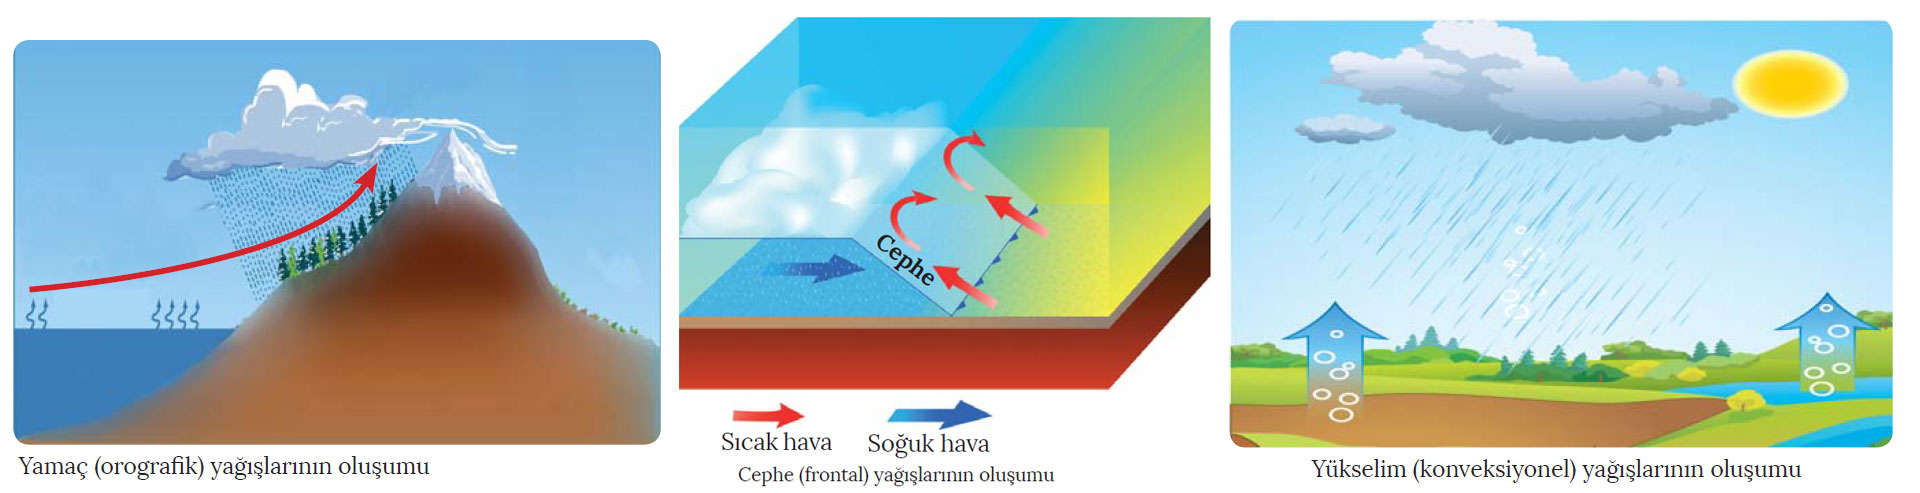 Yamaç (orografik) yağışlarının oluşumu
Cephe
Sıcak hava
Soğuk hava
Cephe (frontal) yağışlarının oluşumu
Yükselim (konveksiyonel) yağışlarının oluşumu